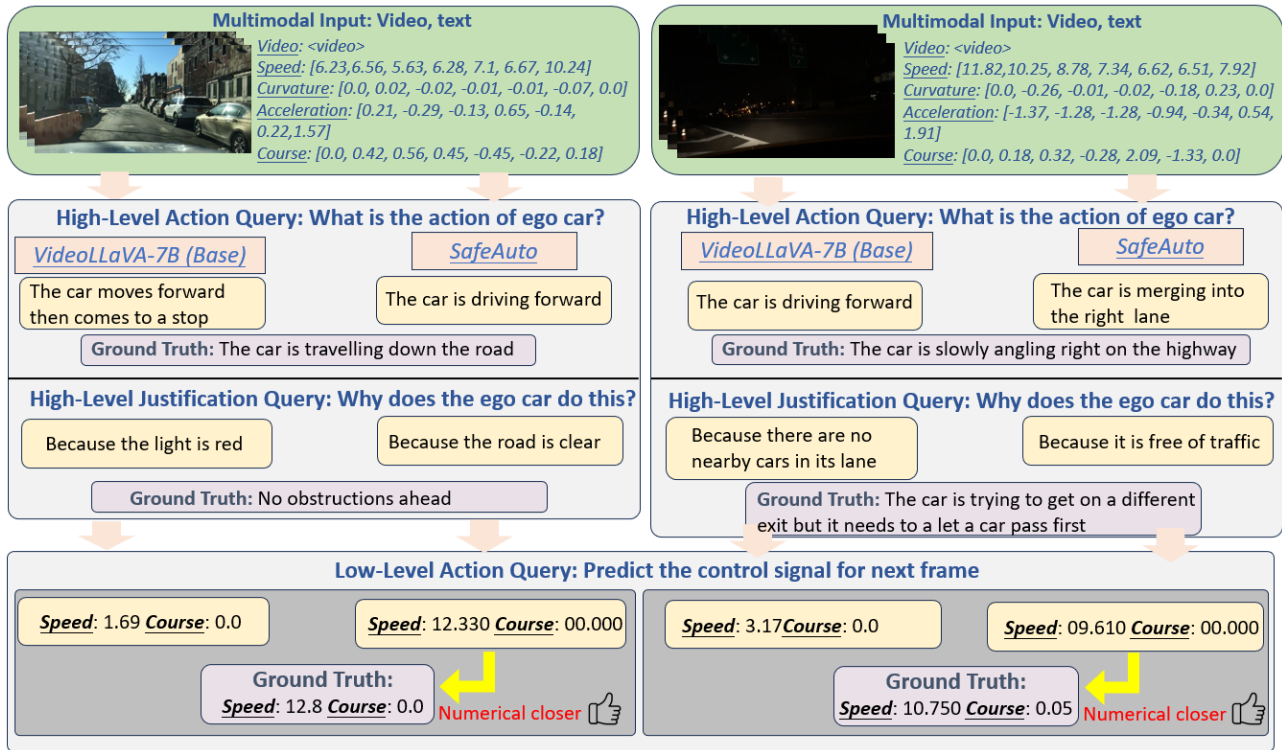 Multimodal Input: Video, text
Video: <video>
Speed: [6.23,6.56, 5.63, 6.28, 7.1, 6.67, 10.24]
Curvature: [0.0, 0.02, -0.02, -0.01, -0.01, -0.07, 0.0]
Acceleration: [0.21, -0.29, -0.13, 0.65, -0.14,
0.22,1.57]
Course: [0.0, 0.42, 0.56, 0.45, -0.45, -0.22, 0.18]
High-Level Action Query: What is the action of ego car?
VideoLLaVA-7B (Base)
SafeAuto
The car moves forward
then comes to a stop
The car is driving forward
Ground Truth: The car is travelling down the road
High-Level Justification Query: Why does the ego car do this?
Because the light is red
Because the road is clear
Ground Truth: No obstructions ahead
Multimodal Input: Video, text
Video: <video>
Speed: [11.82,10.25, 8.78, 7.34, 6.62, 6.51, 7.92]
Curvature: [0.0, -0.26, -0.01, -0.02, -0.18, 0.23, 0.0]
Acceleration: [-1.37, -1.28, -1.28, -0.94, -0.34, 0.54,
1.91]
Course: [0.0, 0.18, 0.32, -0.28, 2.09, -1.33, 0.0]
High-Level Action Query: What is the action of ego car?
VideoLLaVA-7B (Base)
SafeAuto
The car is driving forward
The car is merging into
the right lane
Ground Truth: The car is slowly angling right on the highway
High-Level Justification Query: Why does the ego car do this?
Because there are no
nearby cars in its lane
Because it is free of traffic
Ground Truth: The car is trying to get on a different
exit but it needs to a let a car pass first
Low-Level Action Query: Predict the control signal for next frame
Speed: 1.69 Course: 0.0
Speed: 12.330 Course: 00.000
Ground Truth:
Speed: 12.8 Course: 0.0
Numerical closer
Speed: 3.17Course: 0.0
Speed: 09.610 Course: 00.000
Ground Truth:
Speed: 10.750 Course: 0.05
Numerical closer